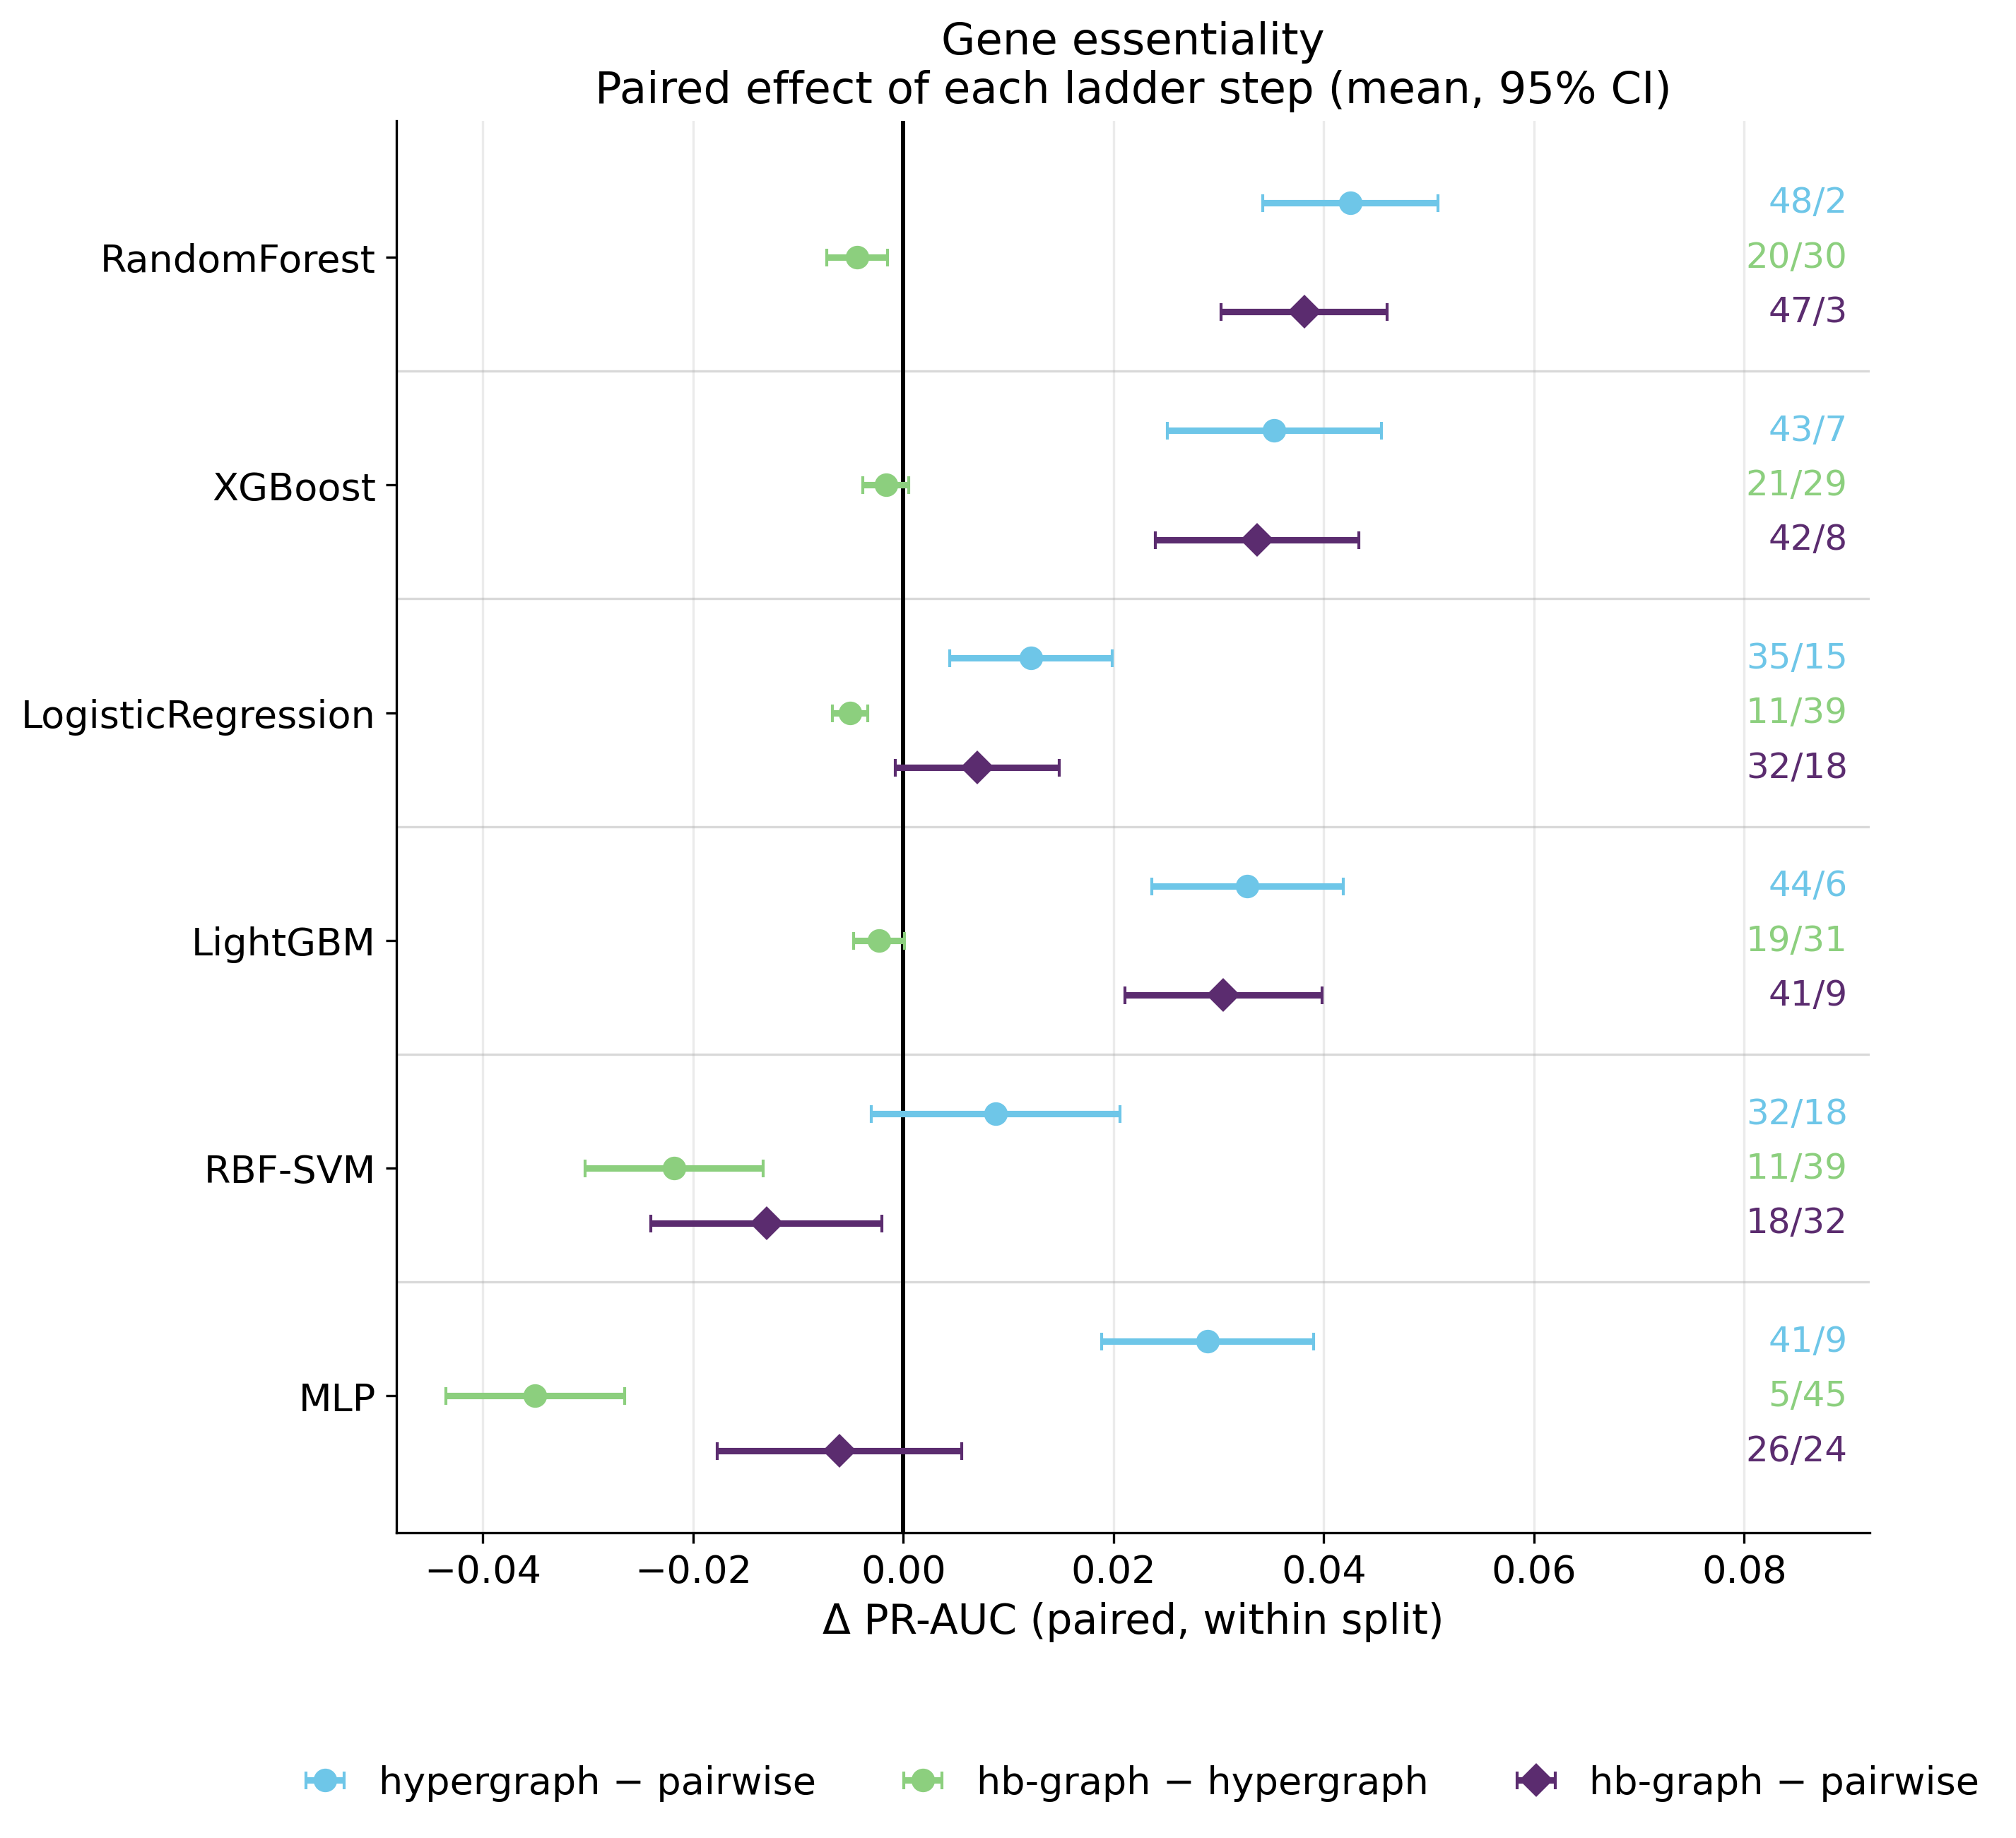 Gene essentiality
Paired effect of each ladder step (mean, 95% CI)
RandomForest
48/2
20/30
47/3
XGBoost
43/7
21/29
42/8
LogisticRegression
35/15
11/39
32/18
LightGBM
44/6
19/31
41/9
RBF-SVM
32/18
11/39
18/32
MLP
41/9
5/45
26/24
−0.04 −0.02 0.00 0.02 0.04 0.06 0.08
Δ PR-AUC (paired, within split)
hypergraph − pairwise hb-graph − hypergraph hb-graph − pairwise